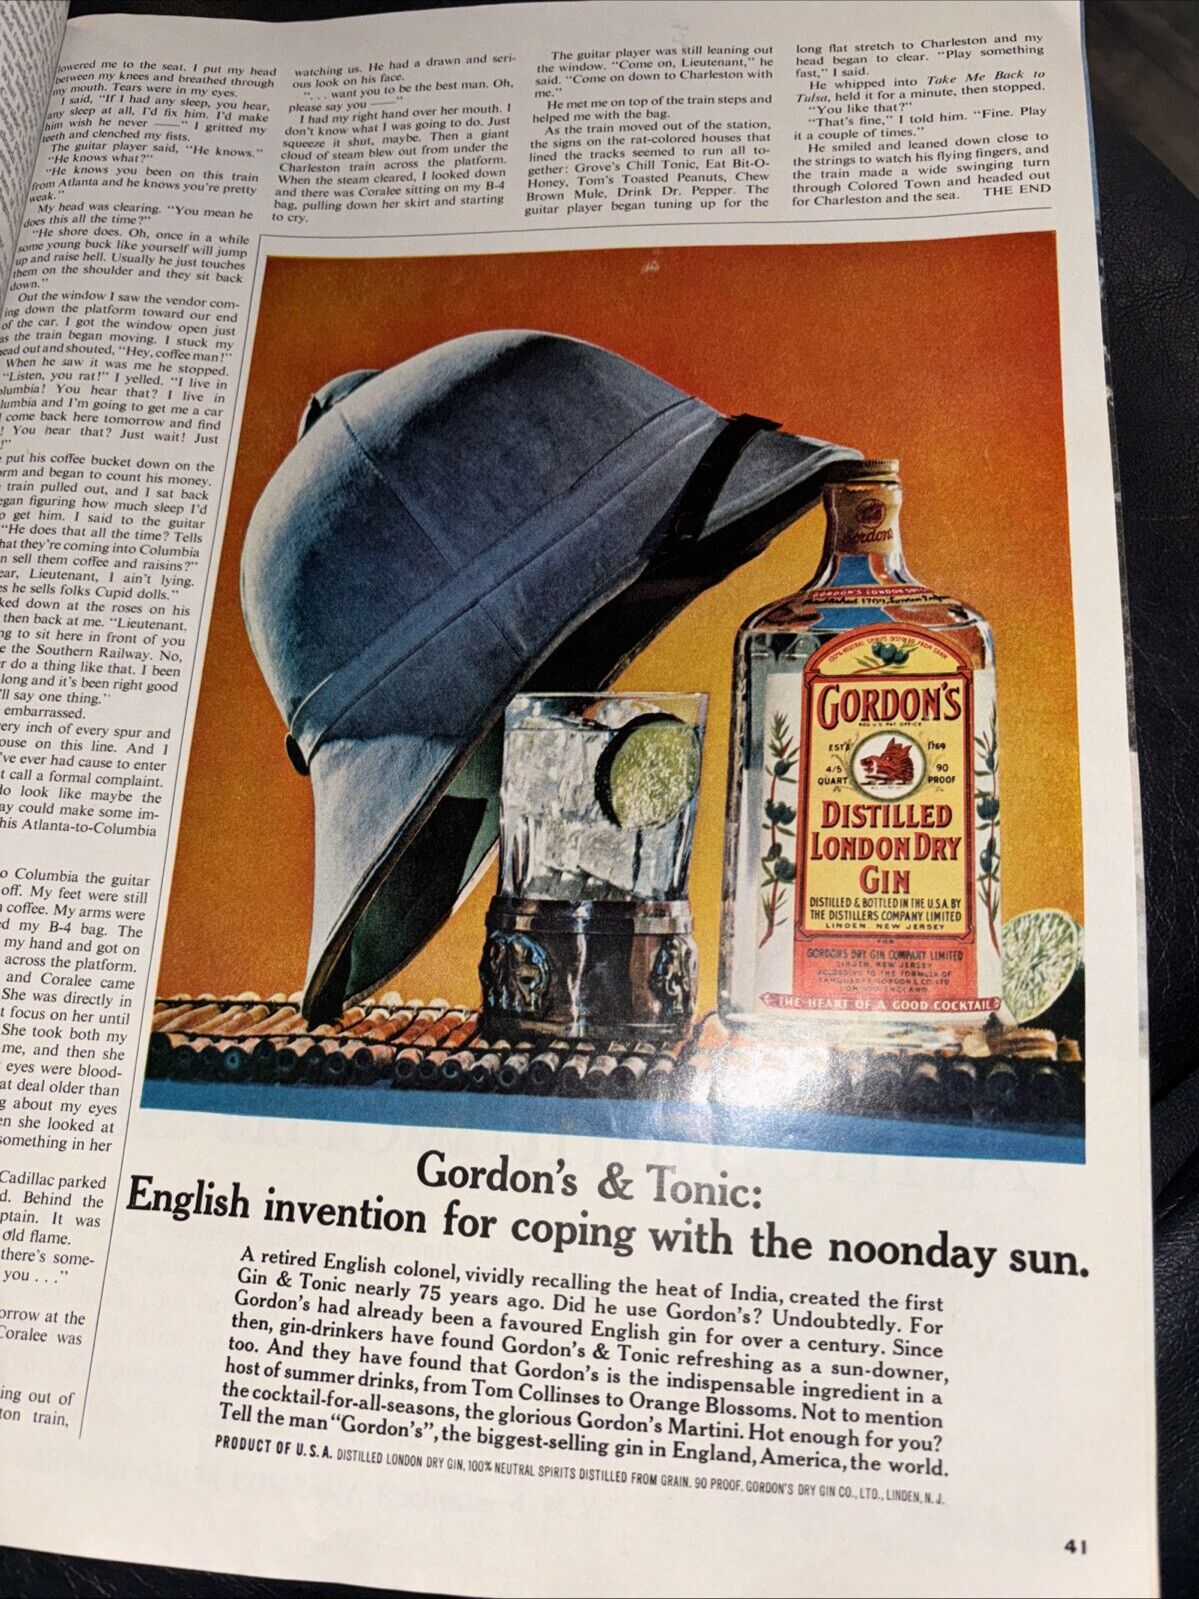 lowered me to the seat. I put my head
between my knees and breathed through
my mouth. Tears were in my eyes.
I said, "If I had any sleep, you hear,
any sleep at all, I'd fix him. I'd make
him wish he never —" I gritted my
teeth and clenched my fists.
The guitar player said, "He knows."
"He knows what?"
"He knows you been on this train
from Atlanta and he knows you're pretty
weak."
My head was clearing. "You mean he
does this all the time?"
"He shore does. Oh, once in a while
some young buck like yourself will jump
up and raise hell. Usually he just touches
them on the shoulder and they sit back
down."
Out the window I saw the vendor com-
ing down the platform toward our end
of the car. I got the window open just
as the train began moving. I stuck my
head out and shouted, "Hey, coffee man!"
When he saw it was me he stopped.
"Listen, you rat!" I yelled. "I live in
olumbia! You hear that? I live in
lumbia and I'm going to get me a car
come back here tomorrow and find
! You hear that? Just wait! Just
!"
put his coffee bucket down on the
orm and began to count his money.
train pulled out, and I sat back
egan figuring how much sleep I'd
o get him. I said to the guitar
"He does that all the time? Tells
hat they're coming into Columbia
n sell them coffee and raisins?"
ear, Lieutenant, I ain't lying.
es he sells folks Cupid dolls."
ked down at the roses on his
then back at me. "Lieutenant,
ng to sit here in front of you
e the Southern Railway. No,
r do a thing like that. I been
long and it's been right good
'll say one thing."
embarrassed.
very inch of every spur and
ouse on this line. And I
've ever had cause to enter
t call a formal complaint.
do look like maybe the
ay could make some im-
his Atlanta-to-Columbia
o Columbia the guitar
off. My feet were still
coffee. My arms were
ed my B-4 bag. The
my hand and got on
across the platform.
and Coralee came
She was directly in
t focus on her until
She took both my
me, and then she
eyes were blood-
at deal older than
g about my eyes
en she looked at
something in her
Cadillac parked
d. Behind the
ptain. It was
old flame.
there's some-
you . . ."
orrow at the
Coralee was
ing out of
ton train,
watching us. He had a drawn and seri-
ous look on his face.
". . . want you to be the best man. Oh,
please say you —"
I had my right hand over her mouth. I
don't know what I was going to do. Just
squeeze it shut, maybe. Then a giant
cloud of steam blew out from under the
Charleston train across the platform.
When the steam cleared, I looked down
and there was Coralee sitting on my B-4
bag, pulling down her skirt and starting
to cry.
The guitar player was still leaning out
the window. "Come on, Lieutenant," he
said. "Come on down to Charleston with
me."
He met me on top of the train steps and
helped me with the bag.
As the train moved out of the station,
the signs on the rat-colored houses that
lined the tracks seemed to run all to-
gether: Grove's Chill Tonic, Eat Bit-O-
Honey, Tom's Toasted Peanuts, Chew
Brown Mule, Drink Dr. Pepper. The
guitar player began tuning up for the
long flat stretch to Charleston and my
head began to clear. "Play something
fast," I said.
He whipped into Take Me Back to
Tulsa, held it for a minute, then stopped.
"You like that?"
"That's fine," I told him. "Fine. Play
it a couple of times."
He smiled and leaned down close to
the strings to watch his flying fingers, and
the train made a wide swinging turn
through Colored Town and headed out
for Charleston and the sea. THE END
Gordon's
GORDON'S LONDON DRY
100% NEUTRAL SPIRITS DISTILLED FROM GRAIN
GORDON'S
REG U.S. PAT. OFFICE
ESTD 1769
4/5 QUART 90 PROOF
DISTILLED
LONDON DRY
GIN
DISTILLED & BOTTLED IN THE U.S.A. BY
THE DISTILLERS COMPANY LIMITED
LINDEN, NEW JERSEY
FOR
GORDON'S DRY GIN COMPANY LIMITED
LINDEN, NEW JERSEY
ACCORDING TO THE FORMULA OF
TANQUERAY GORDON & CO. LTD
LONDON, ENGLAND
THE HEART OF A GOOD COCKTAIL
Gordon's & Tonic:
English invention for coping with the noonday sun.
A retired English colonel, vividly recalling the heat of India, created the first
Gin & Tonic nearly 75 years ago. Did he use Gordon's? Undoubtedly. For
Gordon's had already been a favoured English gin for over a century. Since
then, gin-drinkers have found Gordon's & Tonic refreshing as a sun-downer,
too. And they have found that Gordon's is the indispensable ingredient in a
host of summer drinks, from Tom Collinses to Orange Blossoms. Not to mention
the cocktail-for-all-seasons, the glorious Gordon's Martini. Hot enough for you?
Tell the man "Gordon's", the biggest-selling gin in England, America, the world.
PRODUCT OF U.S.A. DISTILLED LONDON DRY GIN, 100% NEUTRAL SPIRITS DISTILLED FROM GRAIN. 90 PROOF. GORDON'S DRY GIN CO., LTD., LINDEN, N.J.
41